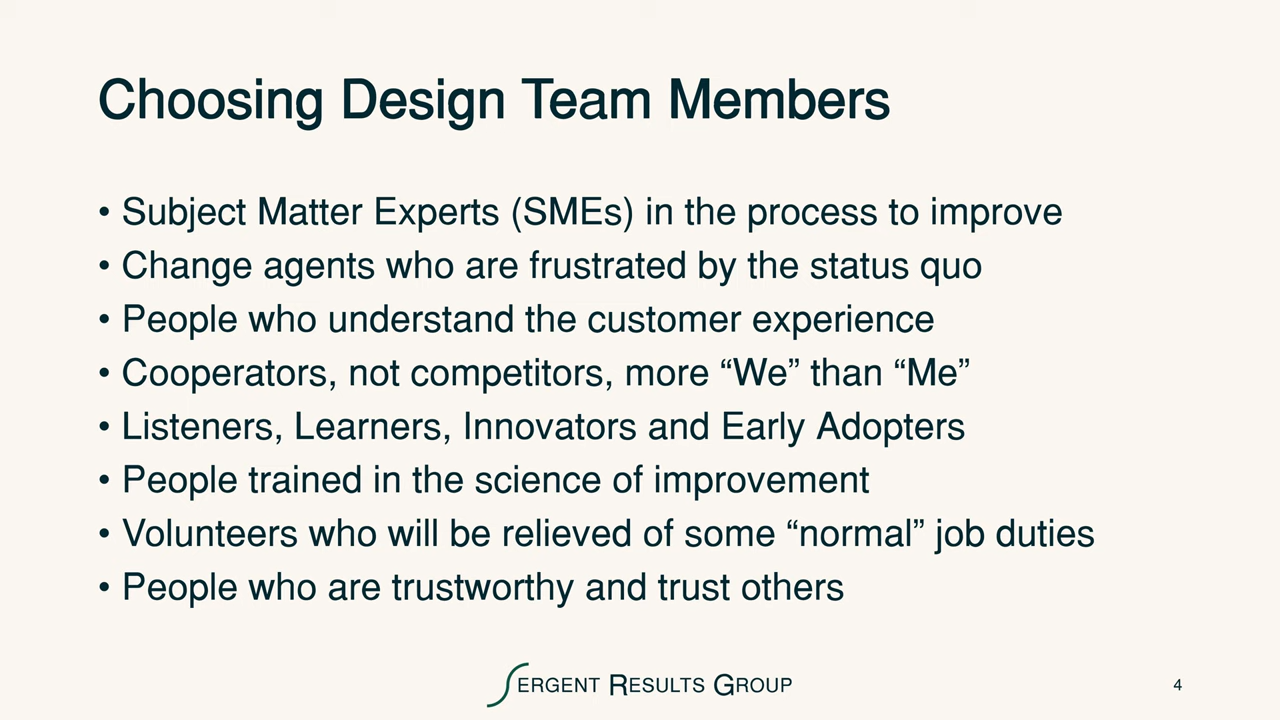 Choosing Design Team Members
• Subject Matter Experts (SMEs) in the process to improve
• Change agents who are frustrated by the status quo
• People who understand the customer experience
• Cooperators, not competitors, more “We” than “Me”
• Listeners, Learners, Innovators and Early Adopters
• People trained in the science of improvement
• Volunteers who will be relieved of some “normal” job duties
• People who are trustworthy and trust others
SERGENT RESULTS GROUP
4